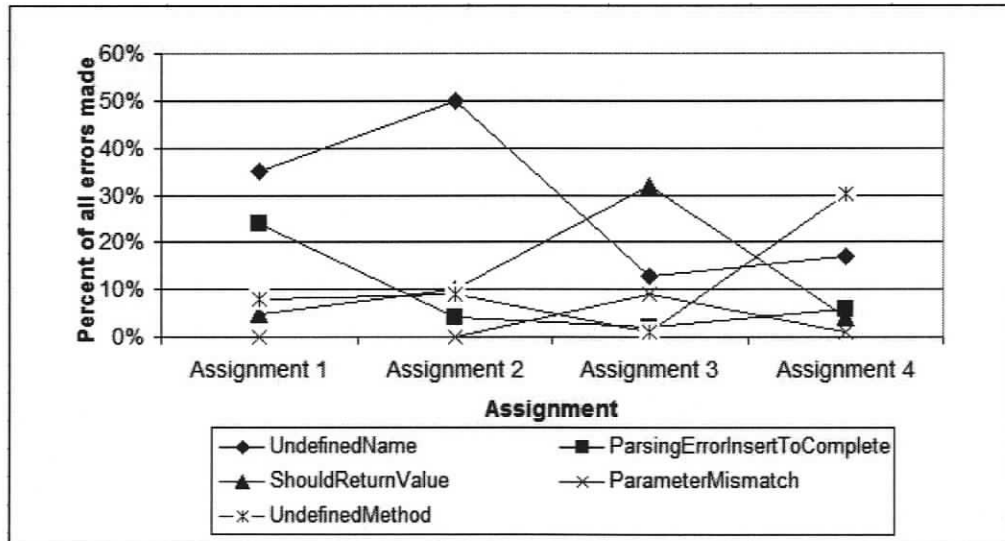 60%
50%
40%
30%
20%
10%
0%
Percent of all errors made
Assignment 1 Assignment 2 Assignment 3 Assignment 4
Assignment
UndefinedName ParsingErrorInsertToComplete
ShouldReturnValue ParameterMismatch
UndefinedMethod